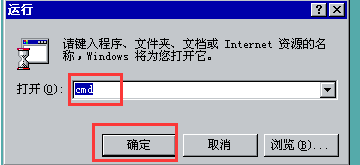 运行
请键入程序、文件夹、文档或 Internet 资源的名
称，Windows 将为您打开它。
打开(O):
cmd
确定
取消
浏览(B)...